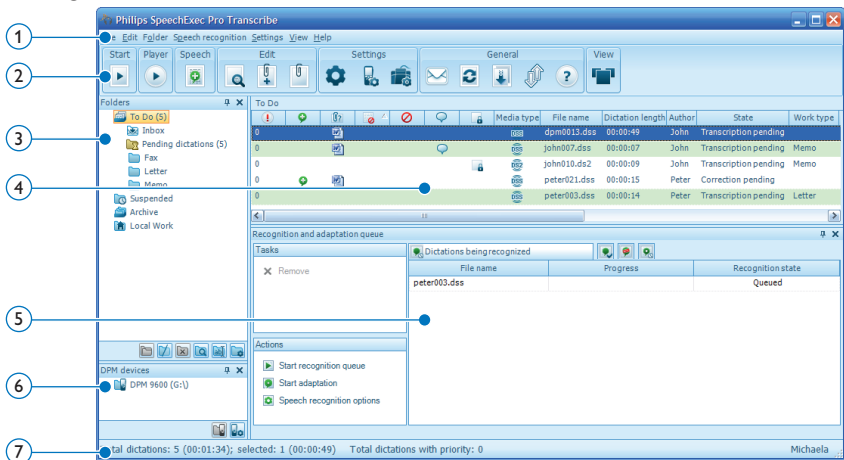 Philips SpeechExec Pro Transcribe
1
e Edit Folder Speech recognition Settings View Help
Start Player Speech Edit Settings General View
2
Folders
To Do (5)
Inbox
Pending dictations (5)
Fax
Letter
Memo
Suspended
Archive
Local Work
3
To Do
Media type File name Dictation length Author State Work type
0 DSS dpm0013.dss 00:00:49 John Transcription pending
0 DSS john007.dss 00:00:07 John Transcription pending Memo
0 DS2 john010.ds2 00:00:09 John Transcription pending Memo
0 DSS peter021.dss 00:00:15 Peter Correction pending
0 DSS peter003.dss 00:00:14 Peter Transcription pending Letter
4
Recognition and adaptation queue
Tasks
Remove
Dictations being recognized
File name Progress Recognition state
peter003.dss Queued
5
Actions
Start recognition queue
Start adaptation
Speech recognition options
DPM devices
6
DPM 9600 (G:\)
7
tal dictations: 5 (00:01:34); selected: 1 (00:00:49) Total dictations with priority: 0 Michaela